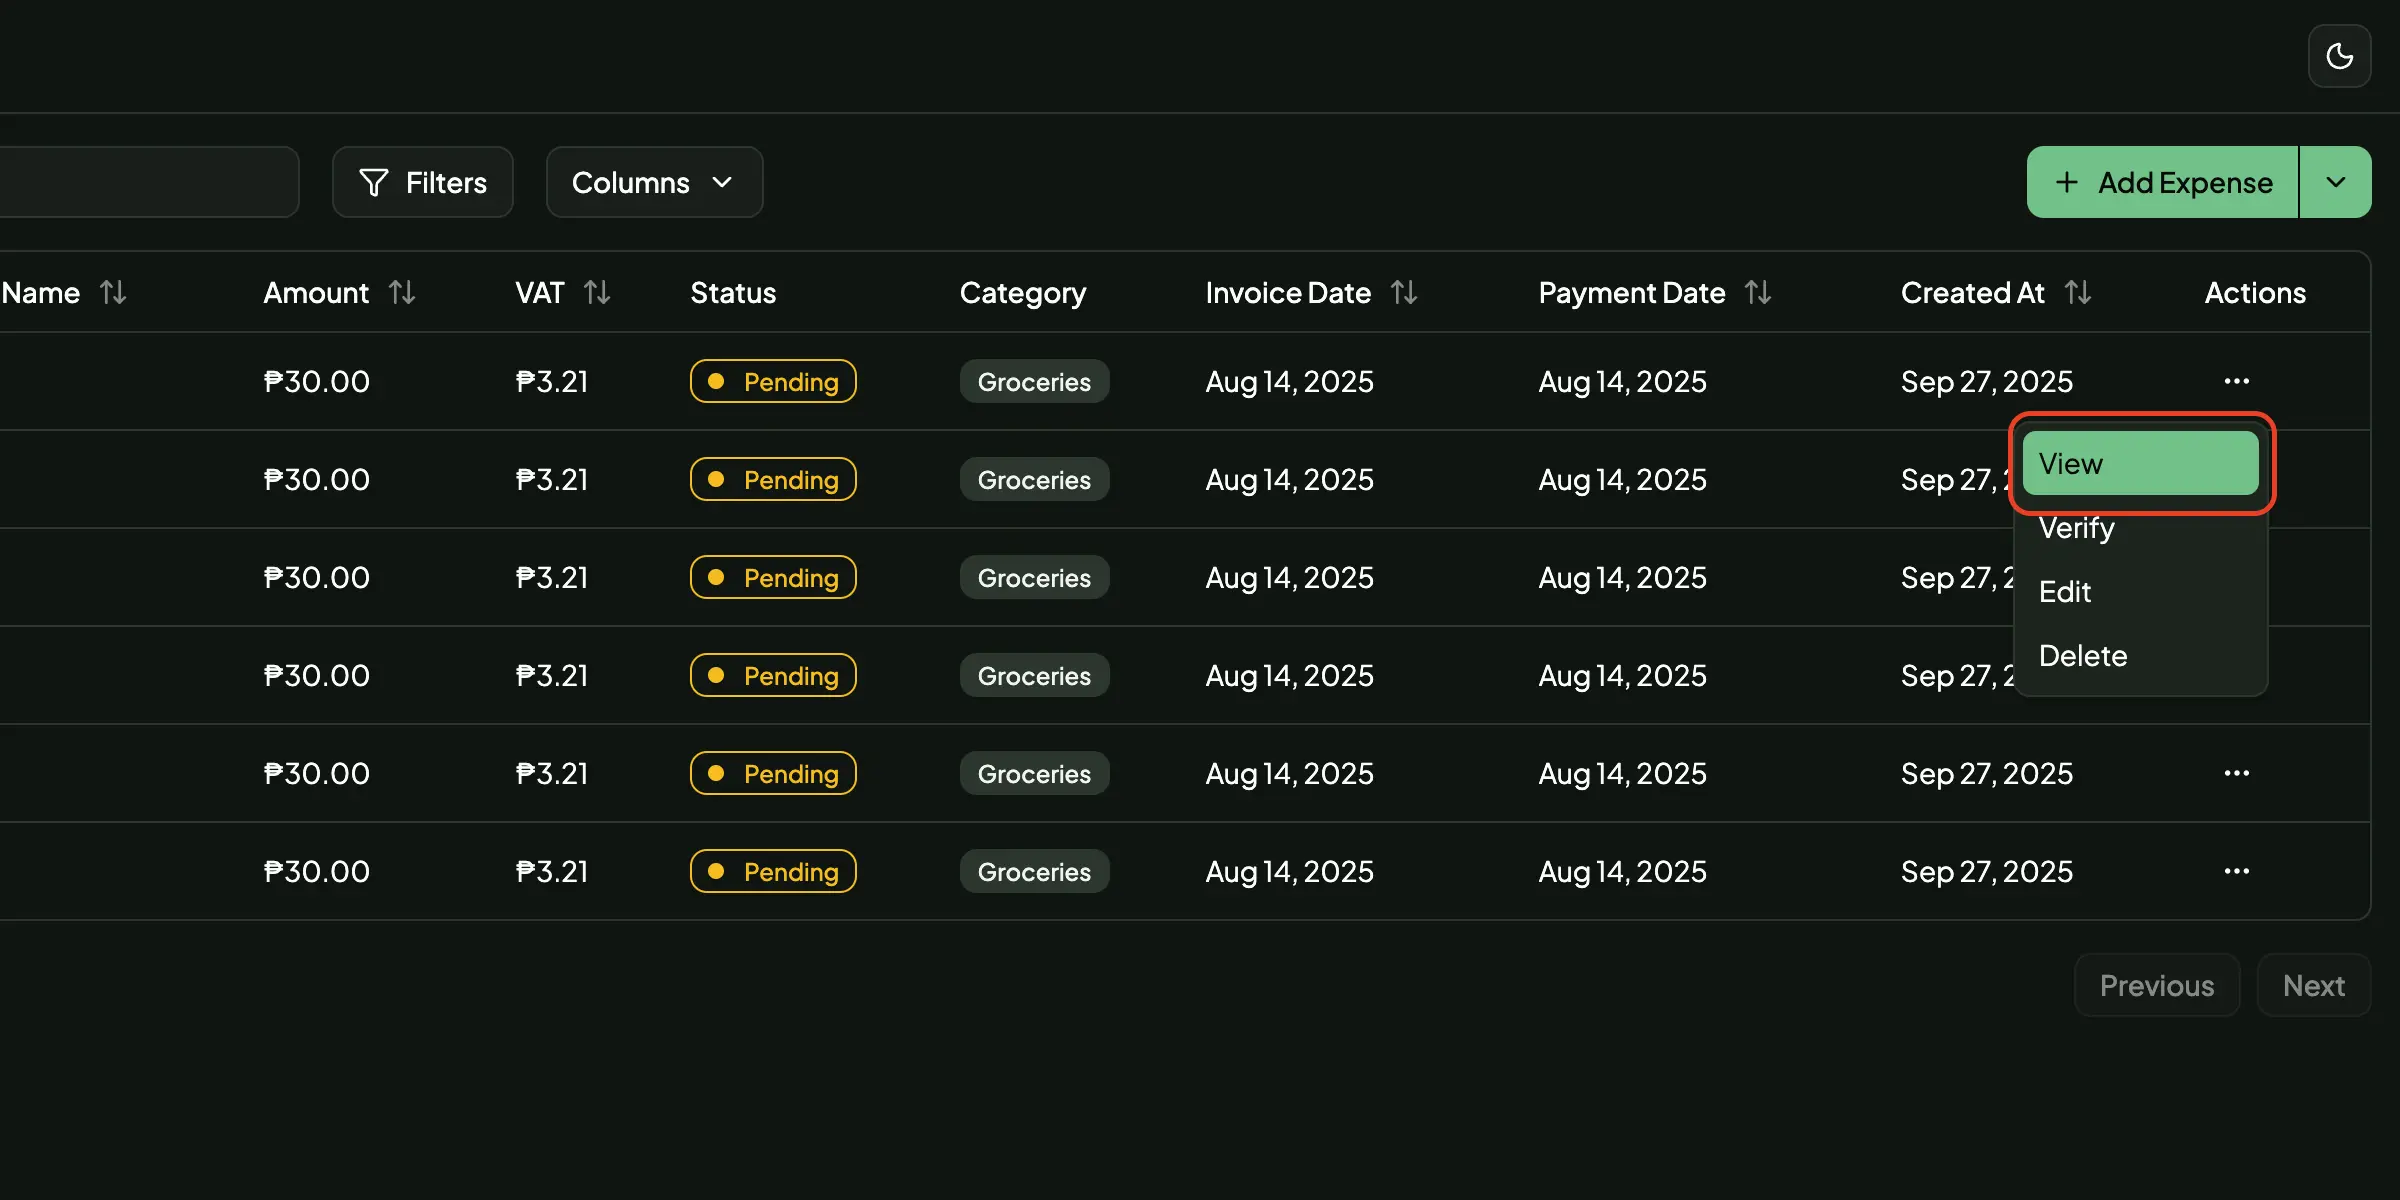 Filters Columns Add Expense
Name Amount VAT Status Category Invoice Date Payment Date Created At Actions
₱30.00 ₱3.21 Pending Groceries Aug 14, 2025 Aug 14, 2025 Sep 27, 2025
View
₱30.00 ₱3.21 Pending Groceries Aug 14, 2025 Aug 14, 2025 Sep 27, 2
Verify
₱30.00 ₱3.21 Pending Groceries Aug 14, 2025 Aug 14, 2025 Sep 27, 2
Edit
₱30.00 ₱3.21 Pending Groceries Aug 14, 2025 Aug 14, 2025 Sep 27, 2
Delete
₱30.00 ₱3.21 Pending Groceries Aug 14, 2025 Aug 14, 2025 Sep 27, 2025
₱30.00 ₱3.21 Pending Groceries Aug 14, 2025 Aug 14, 2025 Sep 27, 2025
Previous Next